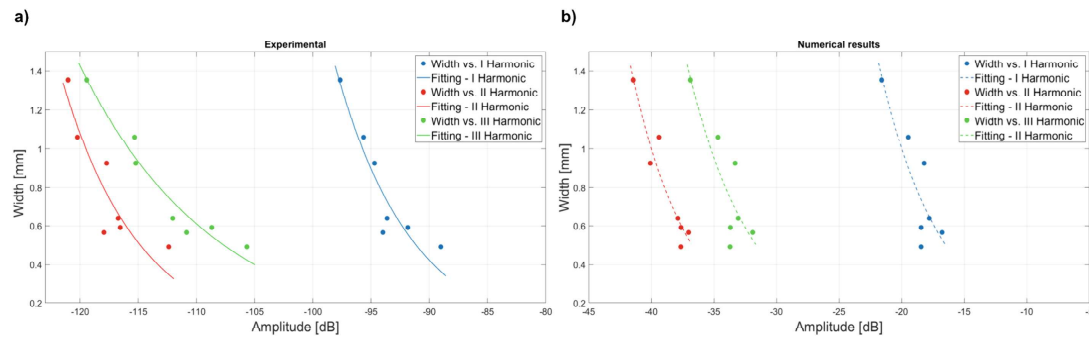 a)
Experimental
Width [mm]
1.4
1.2
1
0.8
0.6
0.4
0.2
Width vs. I Harmonic
Fitting - I Harmonic
Width vs. II Harmonic
Fitting - II Harmonic
Width vs. III Harmonic
Fitting - III Harmonic
-120 -115 -110 -105 -100 -95 -90 -85 -80
Amplitude [dB]
b)
Numerical results
Width [mm]
1.4
1.2
1
0.8
0.6
0.4
0.2
Width vs. I Harmonic
Fitting - I Harmonic
Width vs. II Harmonic
Fitting - II Harmonic
Width vs. III Harmonic
Fitting - II Harmonic
-45 -40 -35 -30 -25 -20 -15 -10
Amplitude [dB]